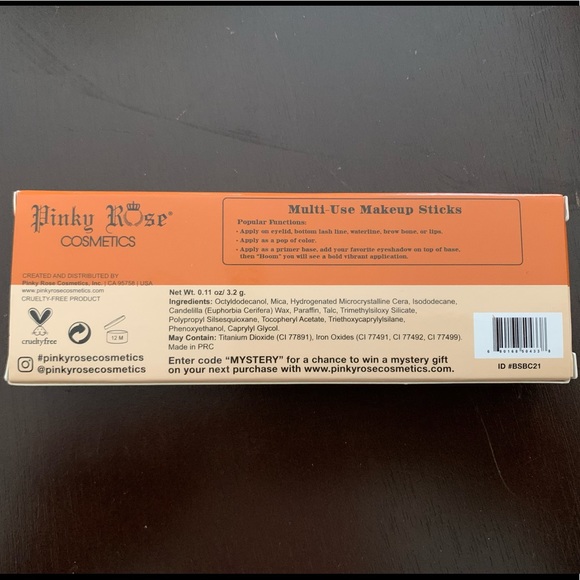 Pinky Rose®
COSMETICS
CREATED AND DISTRIBUTED BY
Pinky Rose Cosmetics, Inc. | CA 95758 | USA
www.pinkyrosecosmetics.com
CRUELTY-FREE PRODUCT
crueltyfree
12 M
#pinkyrosecosmetics
@pinkyrosecosmetics
Multi-Use Makeup Sticks
Popular Functions:
- Apply on eyelid, bottom lash line, waterline, brow bone, or lips.
- Apply as a pop of color.
- Apply as a primer base, add your favorite eyeshadow on top of base,
then "Boom" you will see a bold vibrant application.
Net Wt. 0.11 oz/ 3.2 g.
Ingredients: Octyldodecanol, Mica, Hydrogenated Microcrystalline Cera, Isododecane,
Candelilla (Euphorbia Cerifera) Wax, Paraffin, Talc, Trimethylsiloxy Silicate,
Polypropyl Silsesquioxane, Tocopheryl Acetate, Triethoxycaprylylsilane,
Phenoxyethanol, Caprylyl Glycol.
May Contain: Titanium Dioxide (CI 77891), Iron Oxides (CI 77491, CI 77492, CI 77499).
Made in PRC
Enter code "MYSTERY" for a chance to win a mystery gift
on your next purchase with www.pinkyrosecosmetics.com.
ID #BSBC21